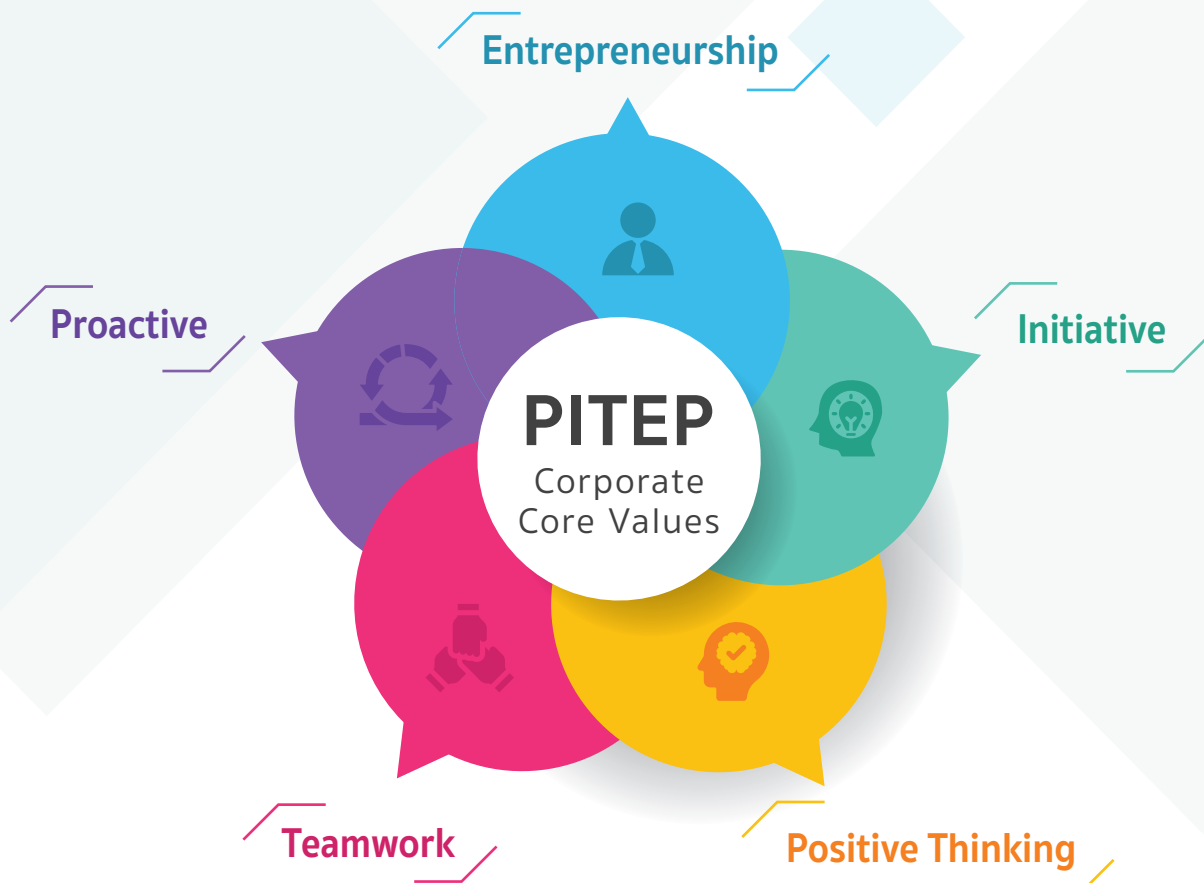 Entrepreneurship
Proactive
Initiative
PITEP
Corporate
Core Values
Teamwork
Positive Thinking